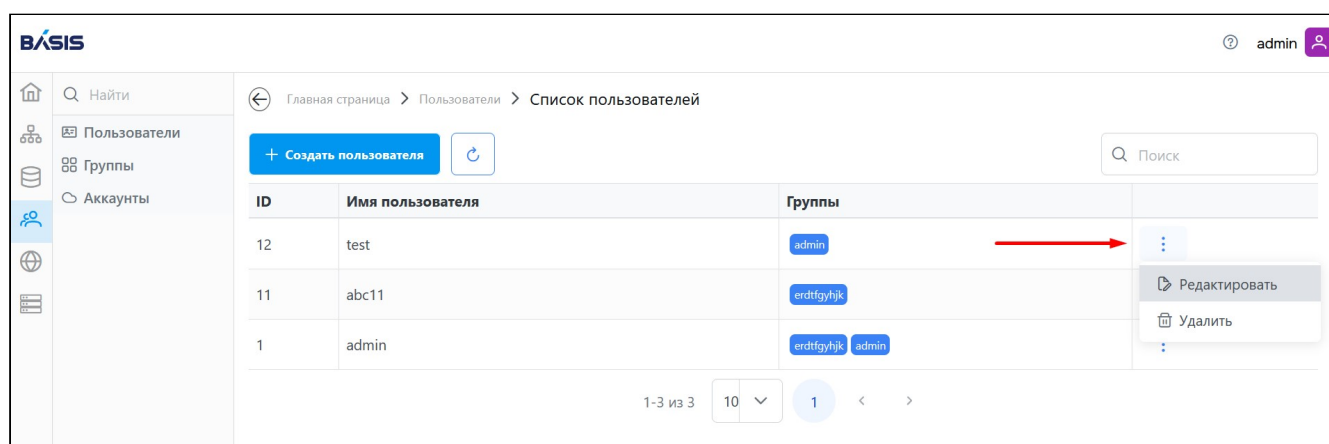 BASIS
admin
Найти
Пользователи
Группы
Аккаунты
Главная страница > Пользователи > Список пользователей
+ Создать пользователя
Поиск
ID Имя пользователя Группы
12 test admin
11 abc11 erdtfgyhjk
1 admin erdtfgyhjk admin
Редактировать
Удалить
1-3 из 3 10 1 < >